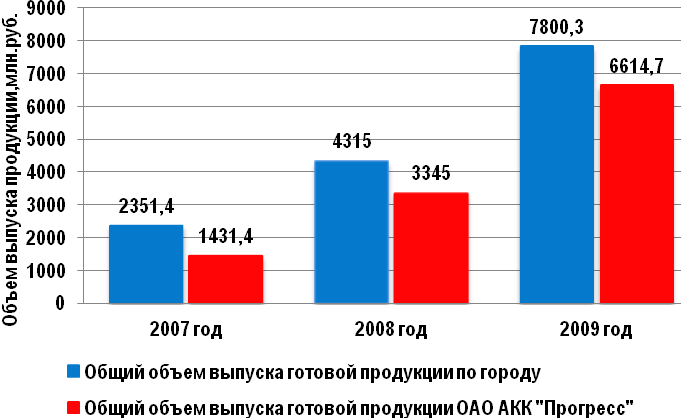 Объем выпуска продукции,млн.руб.
9000
8000
7000
6000
5000
4000
3000
2000
1000
0
2351,4
1431,4
4315
3345
7800,3
6614,7
2007 год
2008 год
2009 год
Общий объем выпуска готовой продукции по городу
Общий объем выпуска готовой продукции ОАО АКК "Прогресс"